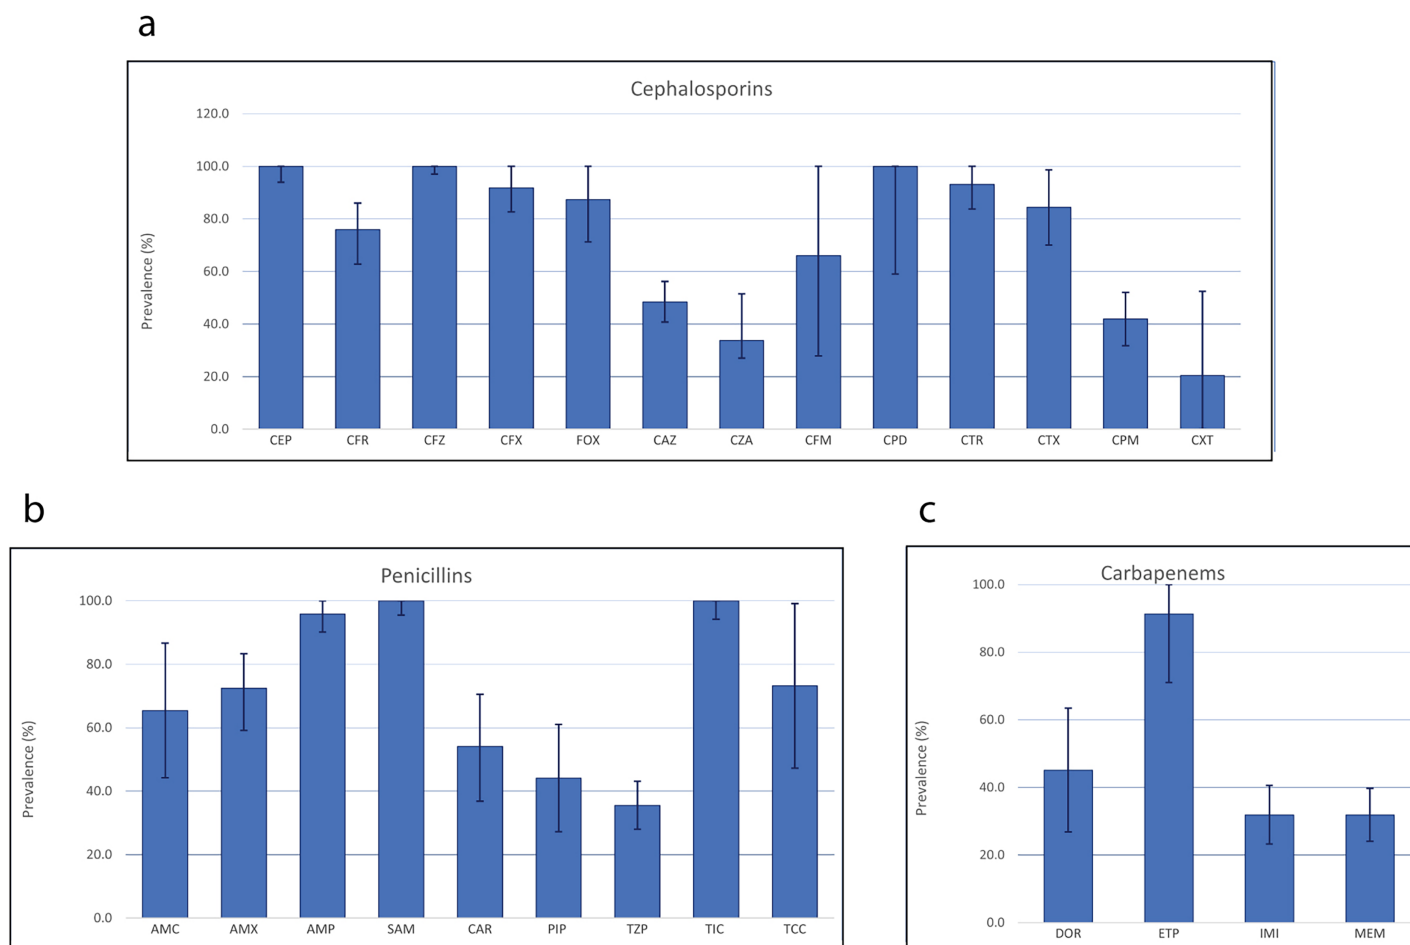 a
Cephalosporins
120.0
100.0
80.0
60.0
40.0
20.0
0.0
Prevalence (%)
CEP CFR CFZ CFX FOX CAZ CZA CFM CPD CTR CTX CPM CXT
b
Penicillins
100.0
80.0
60.0
40.0
20.0
0.0
Prevalence (%)
AMC AMX AMP SAM CAR PIP TZP TIC TCC
c
Carbapenems
100.0
80.0
60.0
40.0
20.0
0.0
Prevalence (%)
DOR ETP IMI MEM